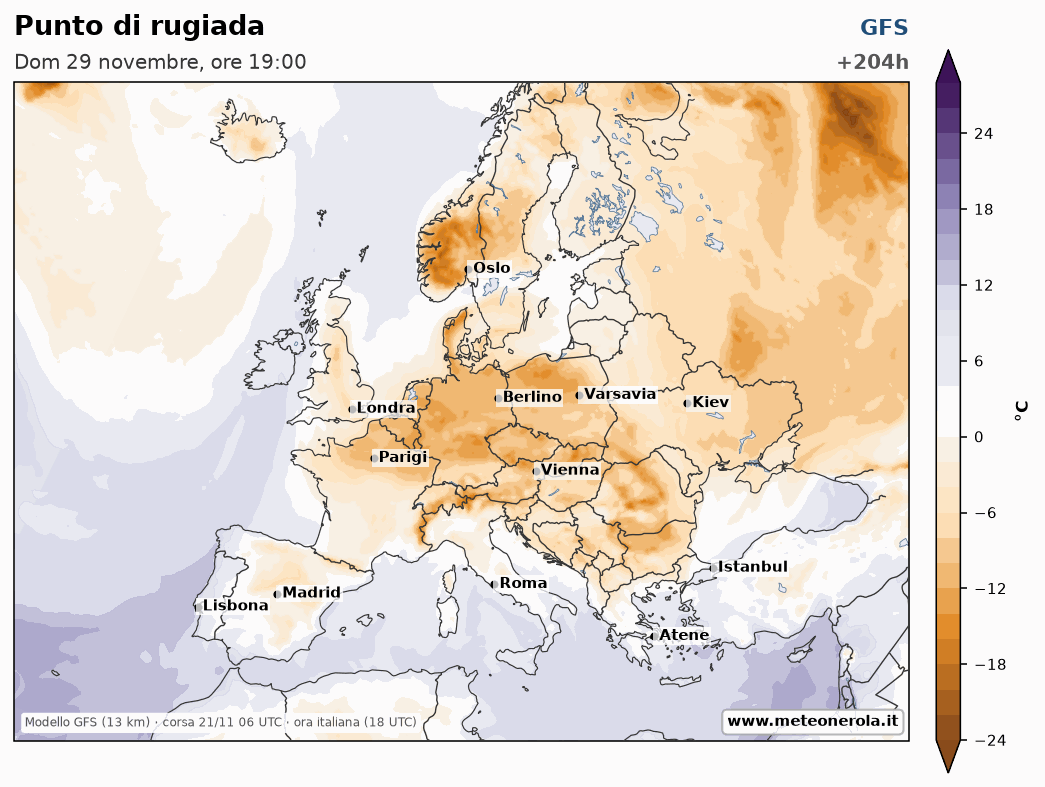 Punto di rugiada
GFS
Dom 29 novembre, ore 19:00
+204h
24
18
12
6
0
−6
−12
−18
−24
°C
Oslo
Londra
Berlino
Varsavia
Kiev
Parigi
Vienna
Istanbul
Madrid
Roma
Lisbona
Atene
Modello GFS (13 km) · corsa 21/11 06 UTC · ora italiana (18 UTC)
www.meteonerola.it